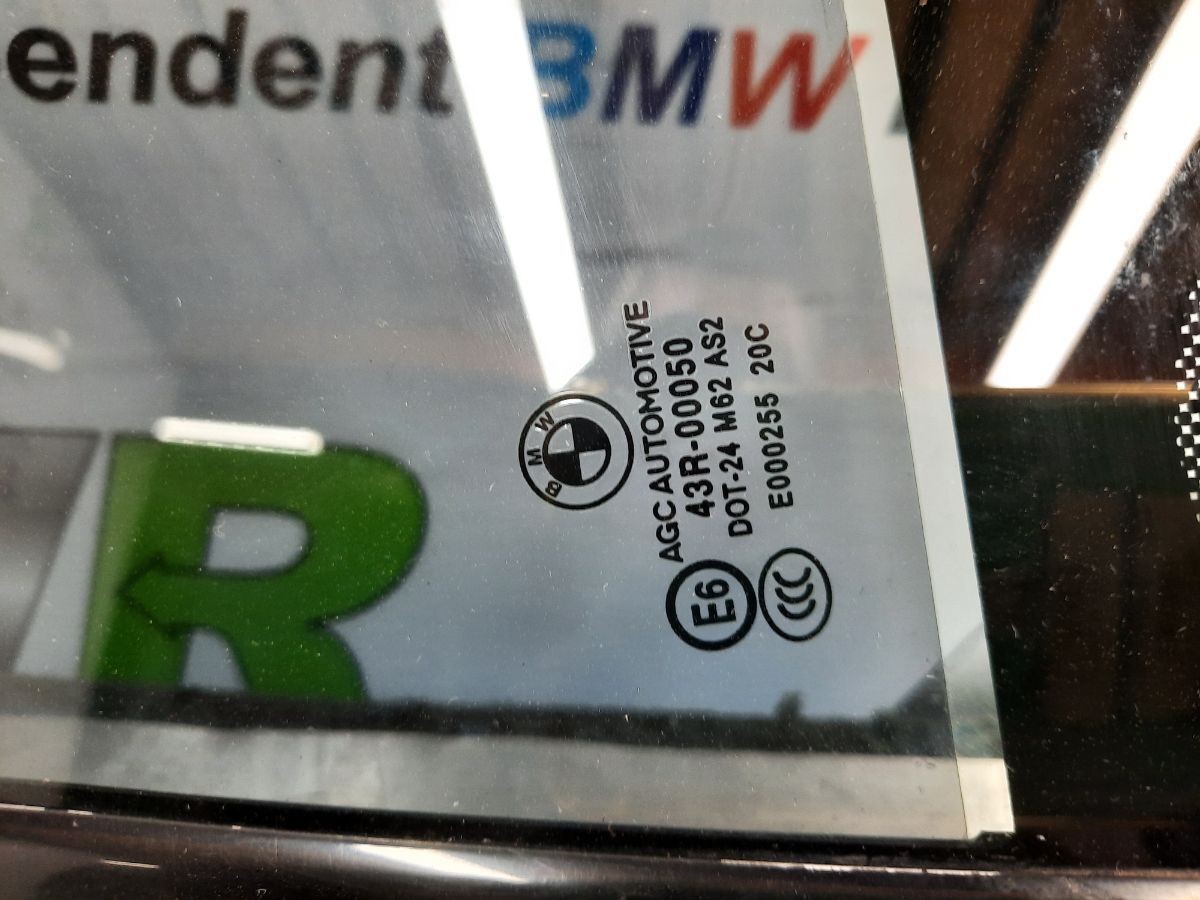 endent BMW
BMW
AGC AUTOMOTIVE
43R-00050
DOT-24 M62 AS2
E000255 20C
E6
CCC
R